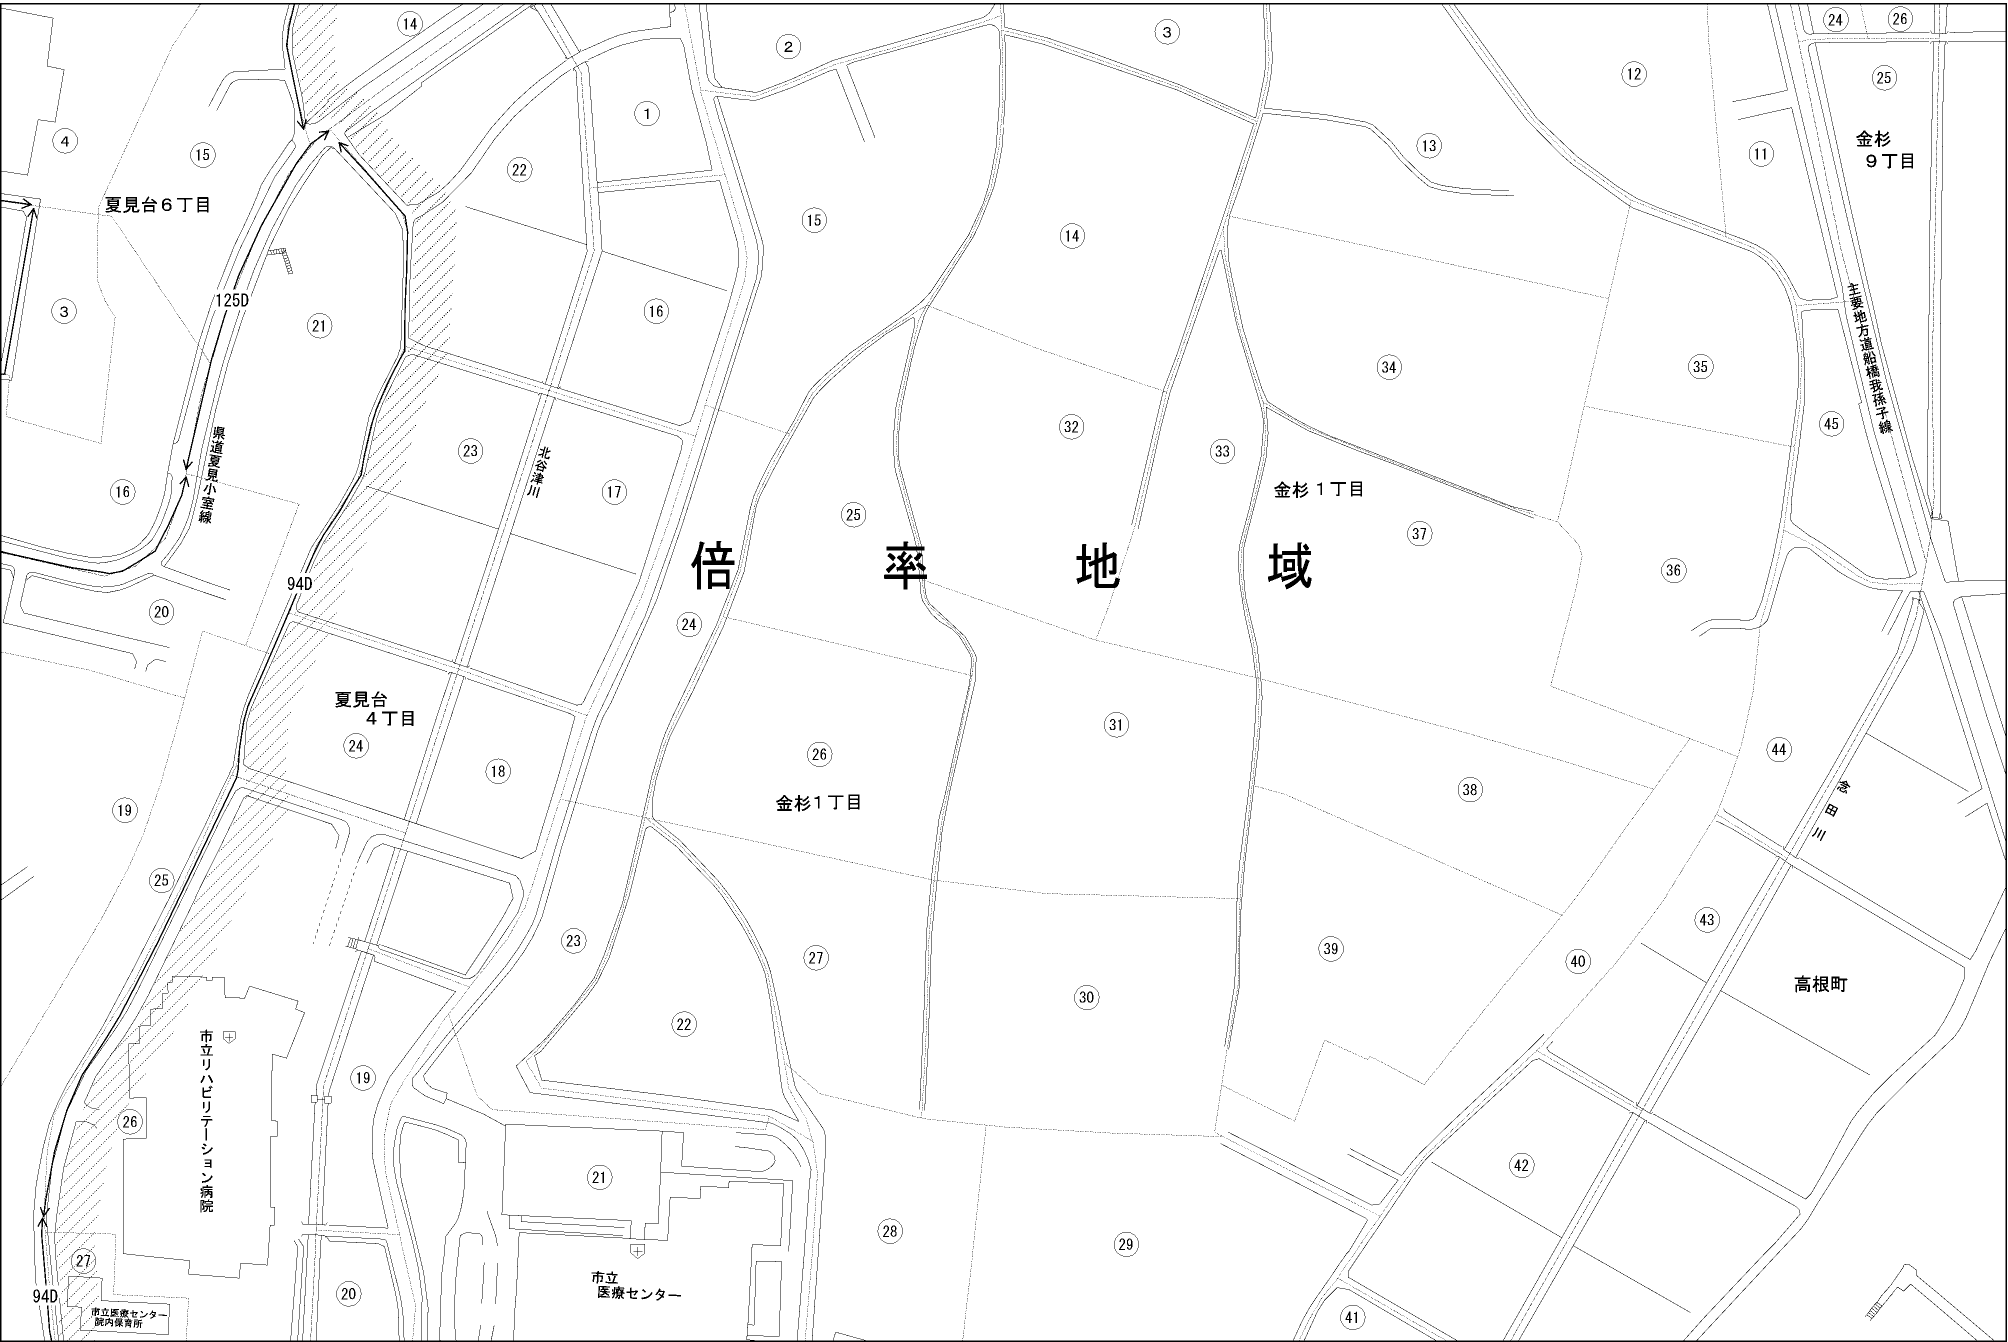 14
2
3
24
26
12
25
1
4
15
22
13
11
金杉
9丁目
夏見台6丁目
15
14
125D
3
21
16
主要地方道船橋我孫子線
34
35
32
45
23
33
県道夏見小室線
北谷津川
16
17
金杉1丁目
25
37
倍率地域
36
94D
20
24
夏見台
4丁目
24
31
26
44
18
38
金杉1丁目
19
念田川
25
43
23
39
27
40
高根町
30
22
市立リハビリテーション病院
19
26
42
21
28
29
27
市立
医療センター
94D
20
市立医療センター
院内保育所
41